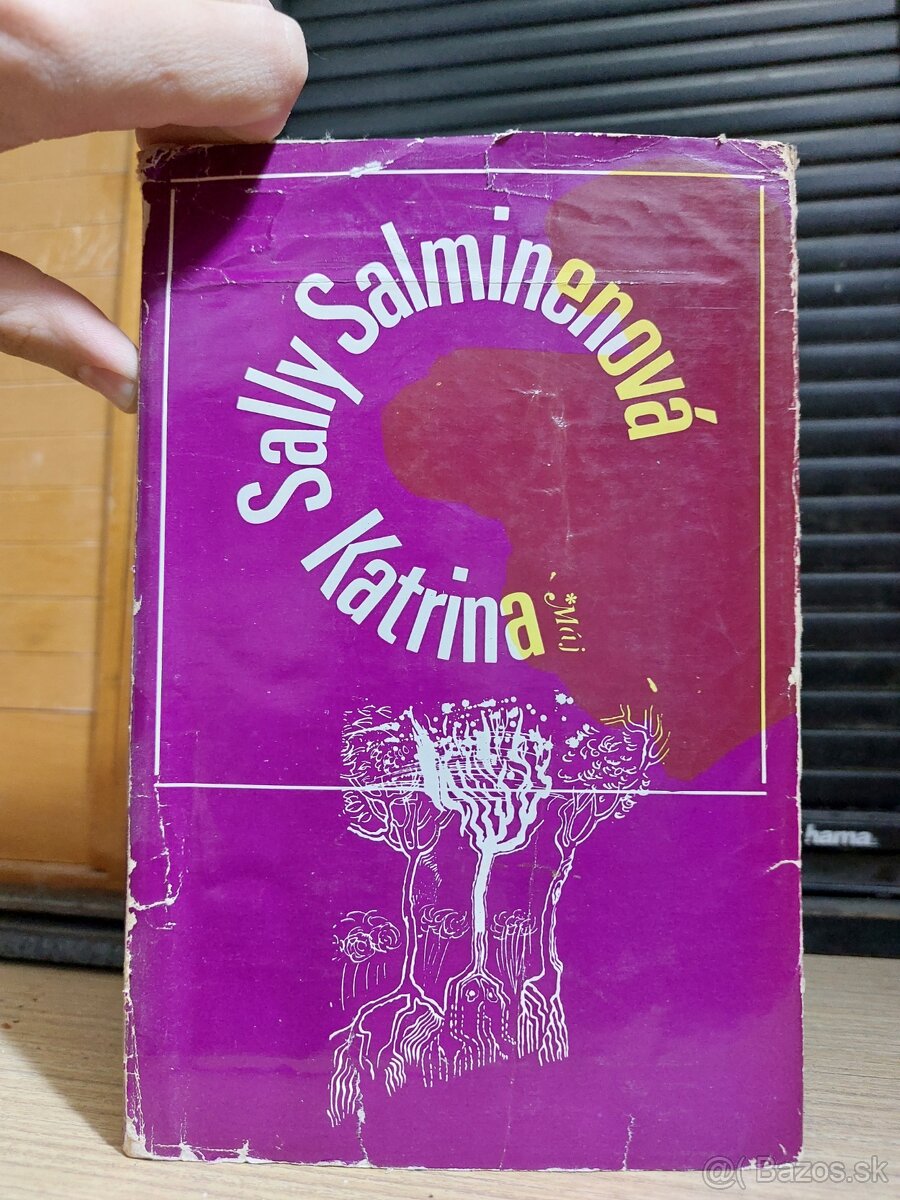 Sally Salminenová
Katrina
*Máj
hama.
@( Bazos.sk